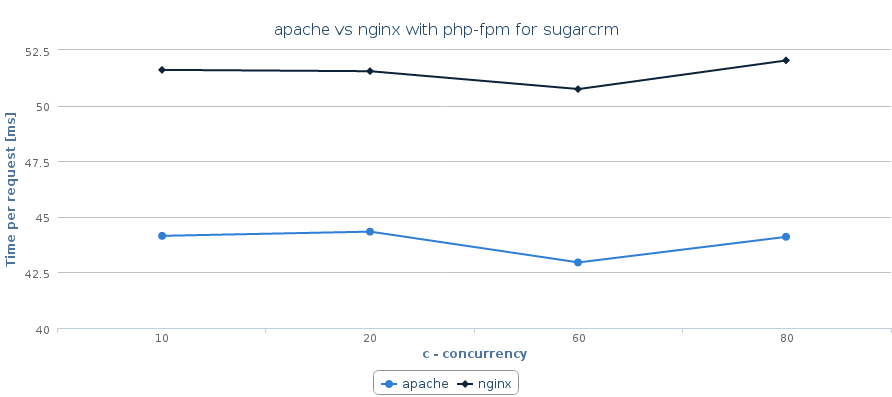 apache vs nginx with php-fpm for sugarcrm
Time per request [ms]
52.5
50
47.5
45
42.5
40
10 20 60 80
c - concurrency
apache nginx